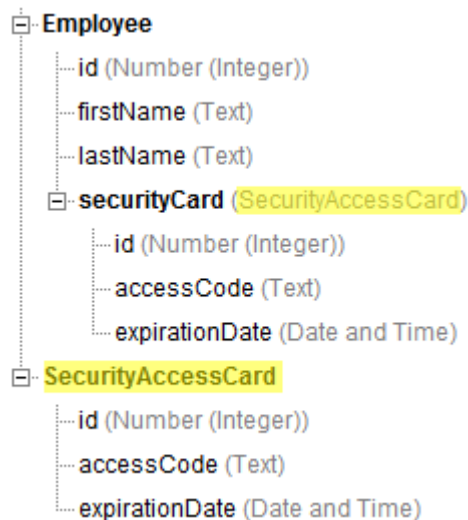 Employee
id (Number (Integer))
firstName (Text)
lastName (Text)
securityCard (SecurityAccessCard)
id (Number (Integer))
accessCode (Text)
expirationDate (Date and Time)
SecurityAccessCard
id (Number (Integer))
accessCode (Text)
expirationDate (Date and Time)